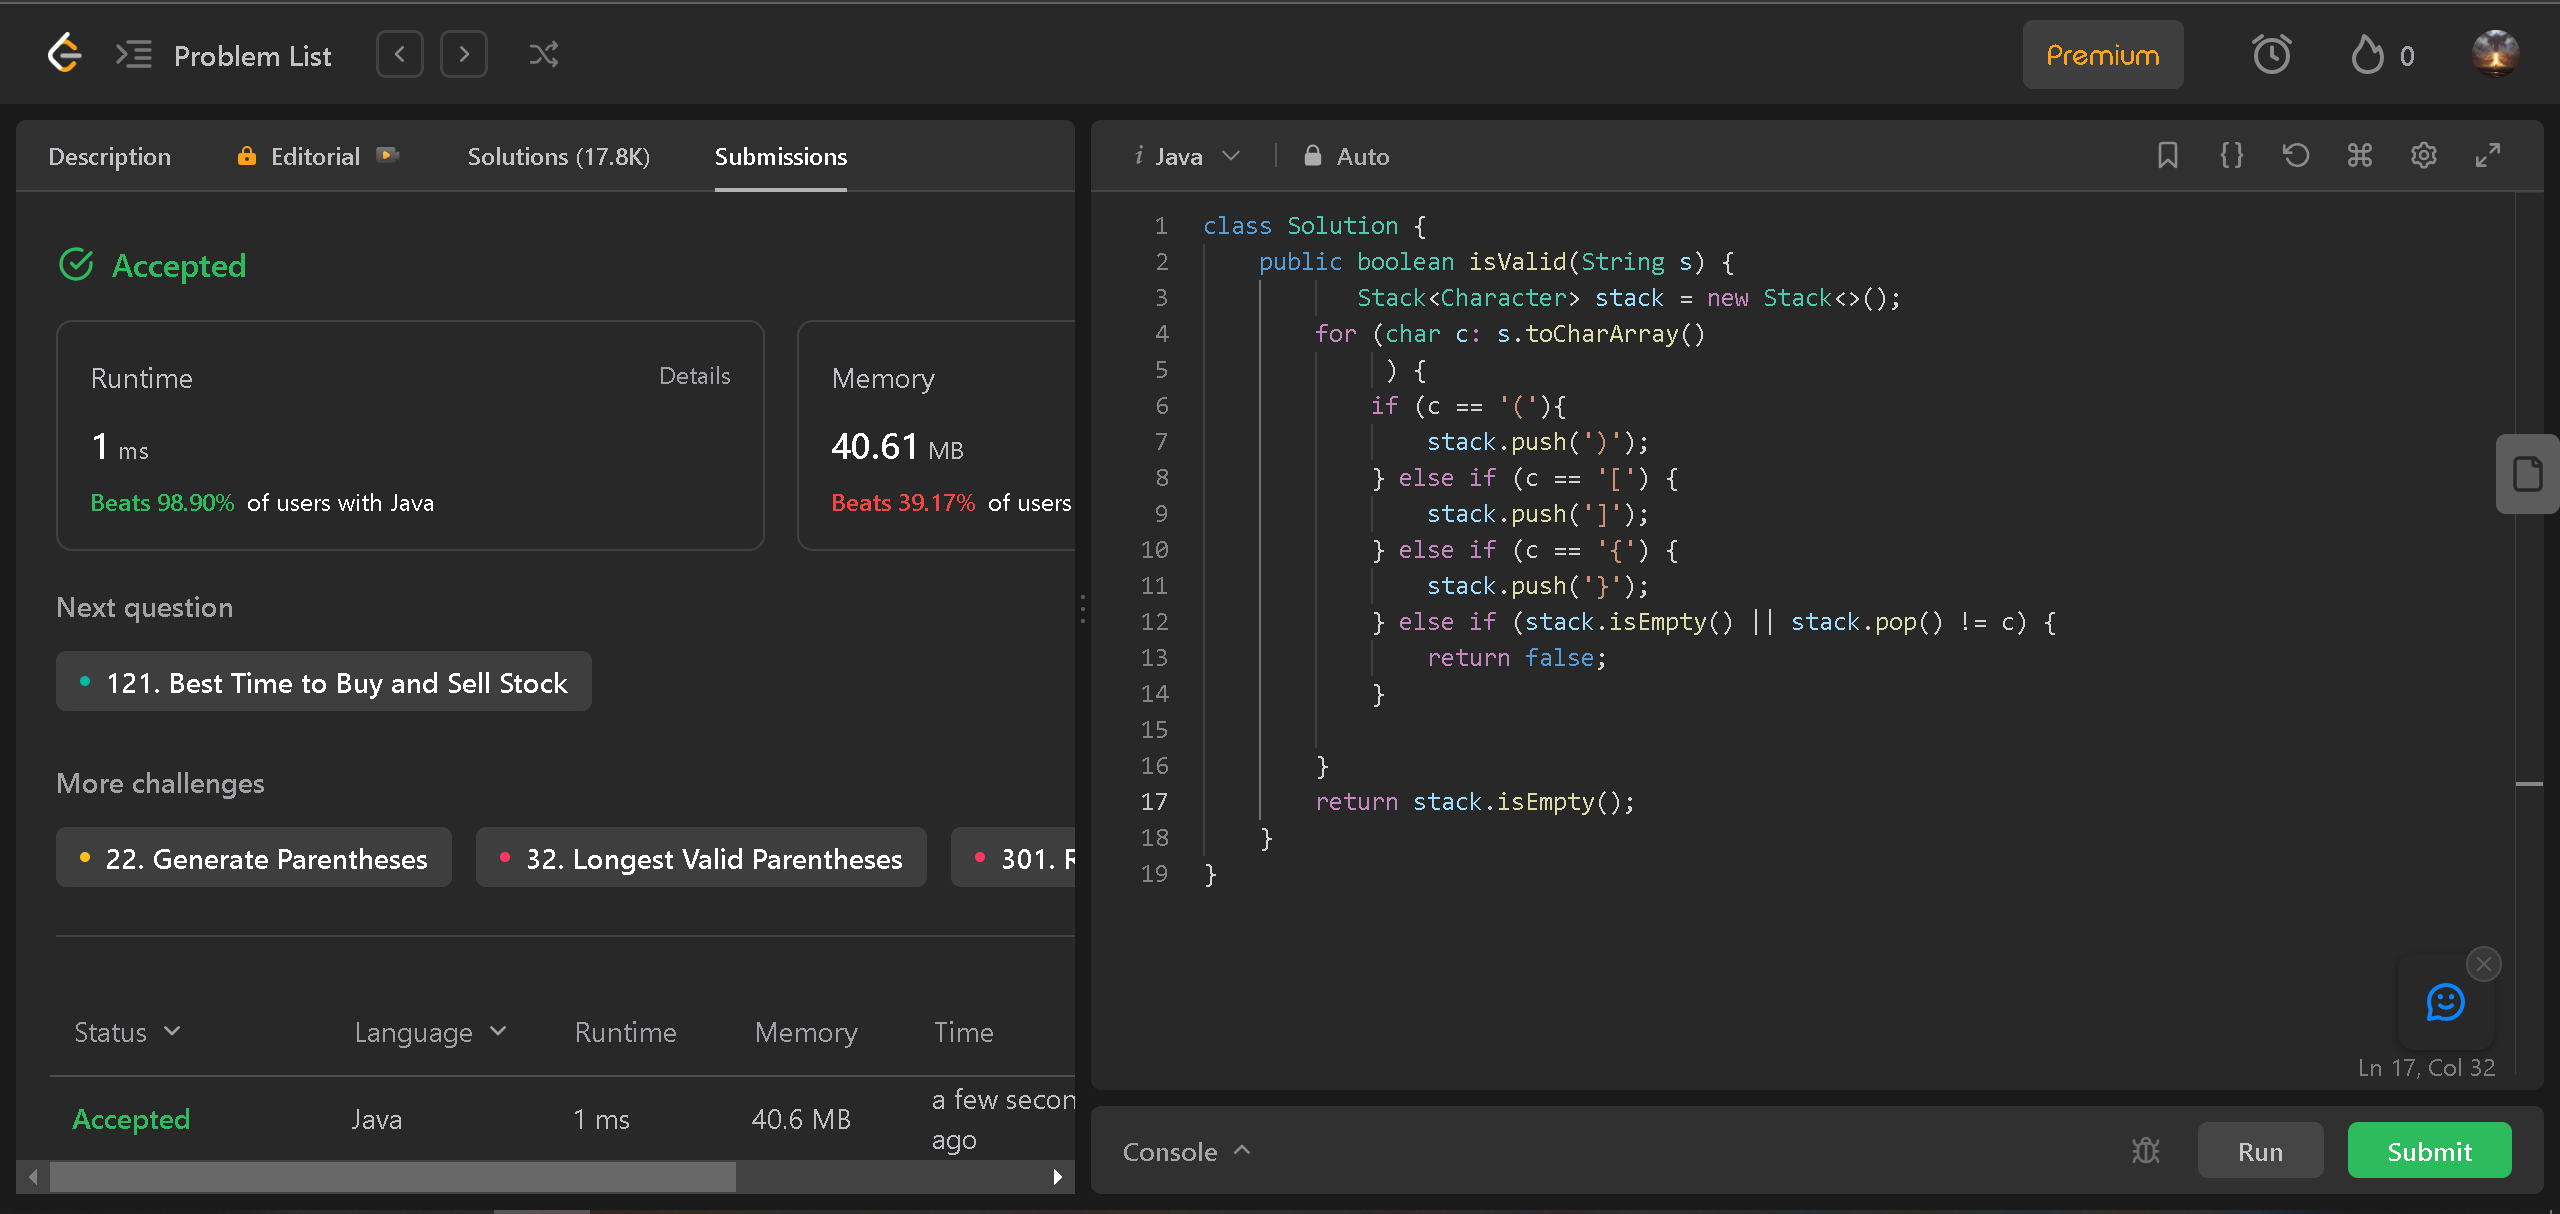 Problem List
Premium
0
Description
Editorial
Solutions (17.8K)
Submissions
Accepted
Runtime
Details
1 ms
Beats 98.90% of users with Java
Memory
40.61 MB
Beats 39.17% of users
Next question
121. Best Time to Buy and Sell Stock
More challenges
22. Generate Parentheses
32. Longest Valid Parentheses
301.
Status
Language
Runtime
Memory
Time
Accepted
Java
1 ms
40.6 MB
a few secon
ago
i Java
Auto
1 class Solution {
2     public boolean isValid(String s) {
3            Stack<Character> stack = new Stack<>();
4         for (char c: s.toCharArray()
5              ) {
6             if (c == '('){
7                 stack.push(')');
8             } else if (c == '[') {
9                 stack.push(']');
10             } else if (c == '{') {
11                 stack.push('}');
12             } else if (stack.isEmpty() || stack.pop() != c) {
13                 return false;
14             }
15
16         }
17         return stack.isEmpty();
18     }
19 }
Ln 17, Col 32
Console
Run
Submit